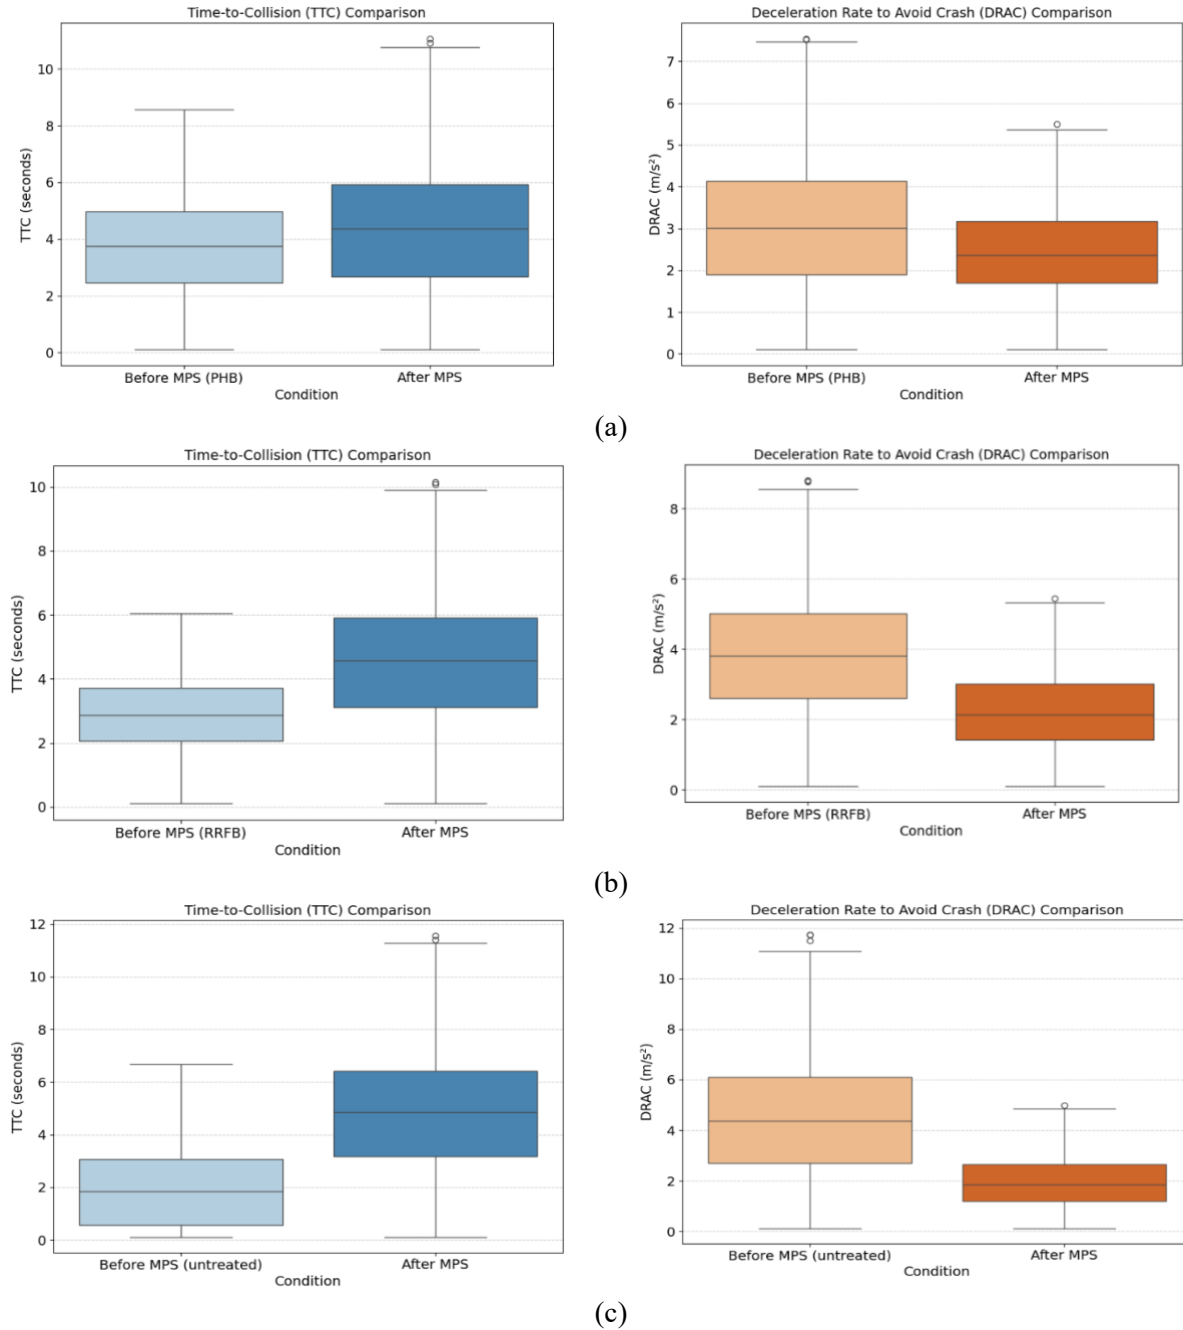 Time-to-Collision (TTC) Comparison
TTC (seconds)
10
8
6
4
2
0
Before MPS (PHB)
After MPS
Condition
Deceleration Rate to Avoid Crash (DRAC) Comparison
DRAC (m/s²)
7
6
5
4
3
2
1
0
Before MPS (PHB)
After MPS
Condition
(a)
Time-to-Collision (TTC) Comparison
TTC (seconds)
10
8
6
4
2
0
Before MPS (RRFB)
After MPS
Condition
Deceleration Rate to Avoid Crash (DRAC) Comparison
DRAC (m/s²)
8
6
4
2
0
Before MPS (RRFB)
After MPS
Condition
(b)
Time-to-Collision (TTC) Comparison
TTC (seconds)
12
10
8
6
4
2
0
Before MPS (untreated)
After MPS
Condition
Deceleration Rate to Avoid Crash (DRAC) Comparison
DRAC (m/s²)
12
10
8
6
4
2
0
Before MPS (untreated)
After MPS
Condition
(c)